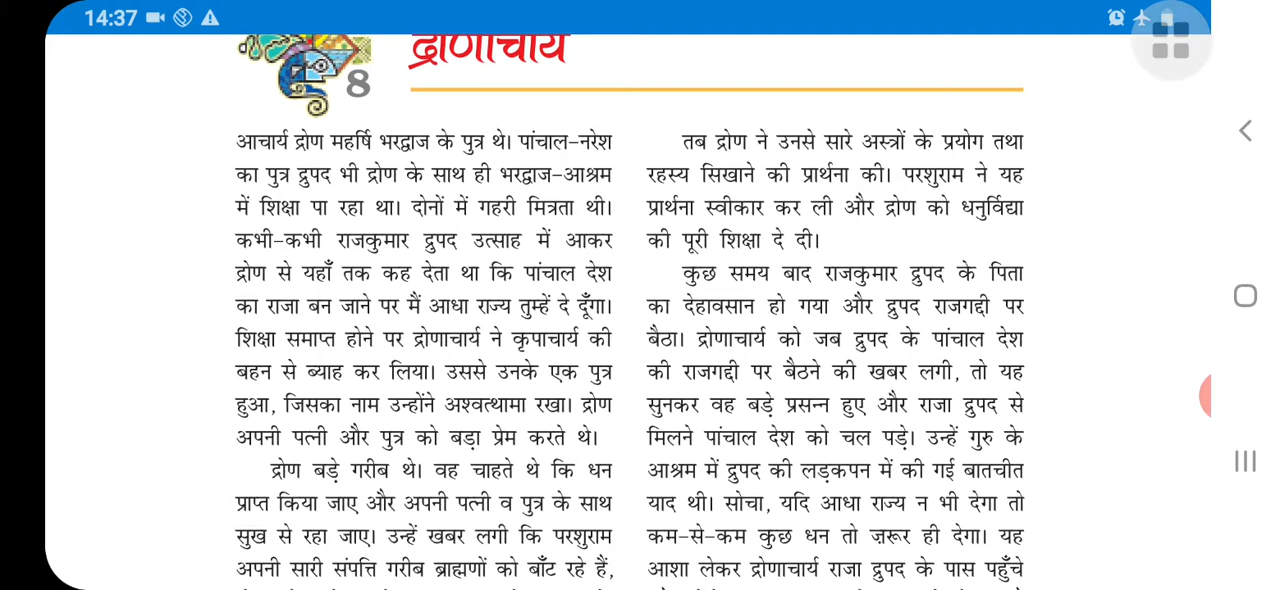 14:37
द्रोणाचार्य
8
आचार्य द्रोण महर्षि भरद्वाज के पुत्र थे। पांचाल-नरेश
का पुत्र द्रुपद भी द्रोण के साथ ही भरद्वाज-आश्रम
में शिक्षा पा रहा था। दोनों में गहरी मित्रता थी।
कभी-कभी राजकुमार द्रुपद उत्साह में आकर
द्रोण से यहाँ तक कह देता था कि पांचाल देश
का राजा बन जाने पर मैं आधा राज्य तुम्हें दे दूँगा।
शिक्षा समाप्त होने पर द्रोणाचार्य ने कृपाचार्य की
बहन से ब्याह कर लिया। उससे उनके एक पुत्र
हुआ, जिसका नाम उन्होंने अश्वत्थामा रखा। द्रोण
अपनी पत्नी और पुत्र को बड़ा प्रेम करते थे।
द्रोण बड़े गरीब थे। वह चाहते थे कि धन
प्राप्त किया जाए और अपनी पत्नी व पुत्र के साथ
सुख से रहा जाए। उन्हें खबर लगी कि परशुराम
अपनी सारी संपत्ति गरीब ब्राह्मणों को बाँट रहे हैं,
तब द्रोण ने उनसे सारे अस्त्रों के प्रयोग तथा
रहस्य सिखाने की प्रार्थना की। परशुराम ने यह
प्रार्थना स्वीकार कर ली और द्रोण को धनुर्विद्या
की पूरी शिक्षा दे दी।
कुछ समय बाद राजकुमार द्रुपद के पिता
का देहावसान हो गया और द्रुपद राजगद्दी पर
बैठा। द्रोणाचार्य को जब द्रुपद के पांचाल देश
की राजगद्दी पर बैठने की खबर लगी, तो यह
सुनकर वह बड़े प्रसन्न हुए और राजा द्रुपद से
मिलने पांचाल देश को चल पड़े। उन्हें गुरु के
आश्रम में द्रुपद की लड़कपन में की गई बातचीत
याद थी। सोचा, यदि आधा राज्य न भी देगा तो
कम-से-कम कुछ धन तो ज़रूर ही देगा। यह
आशा लेकर द्रोणाचार्य राजा द्रुपद के पास पहुँचे